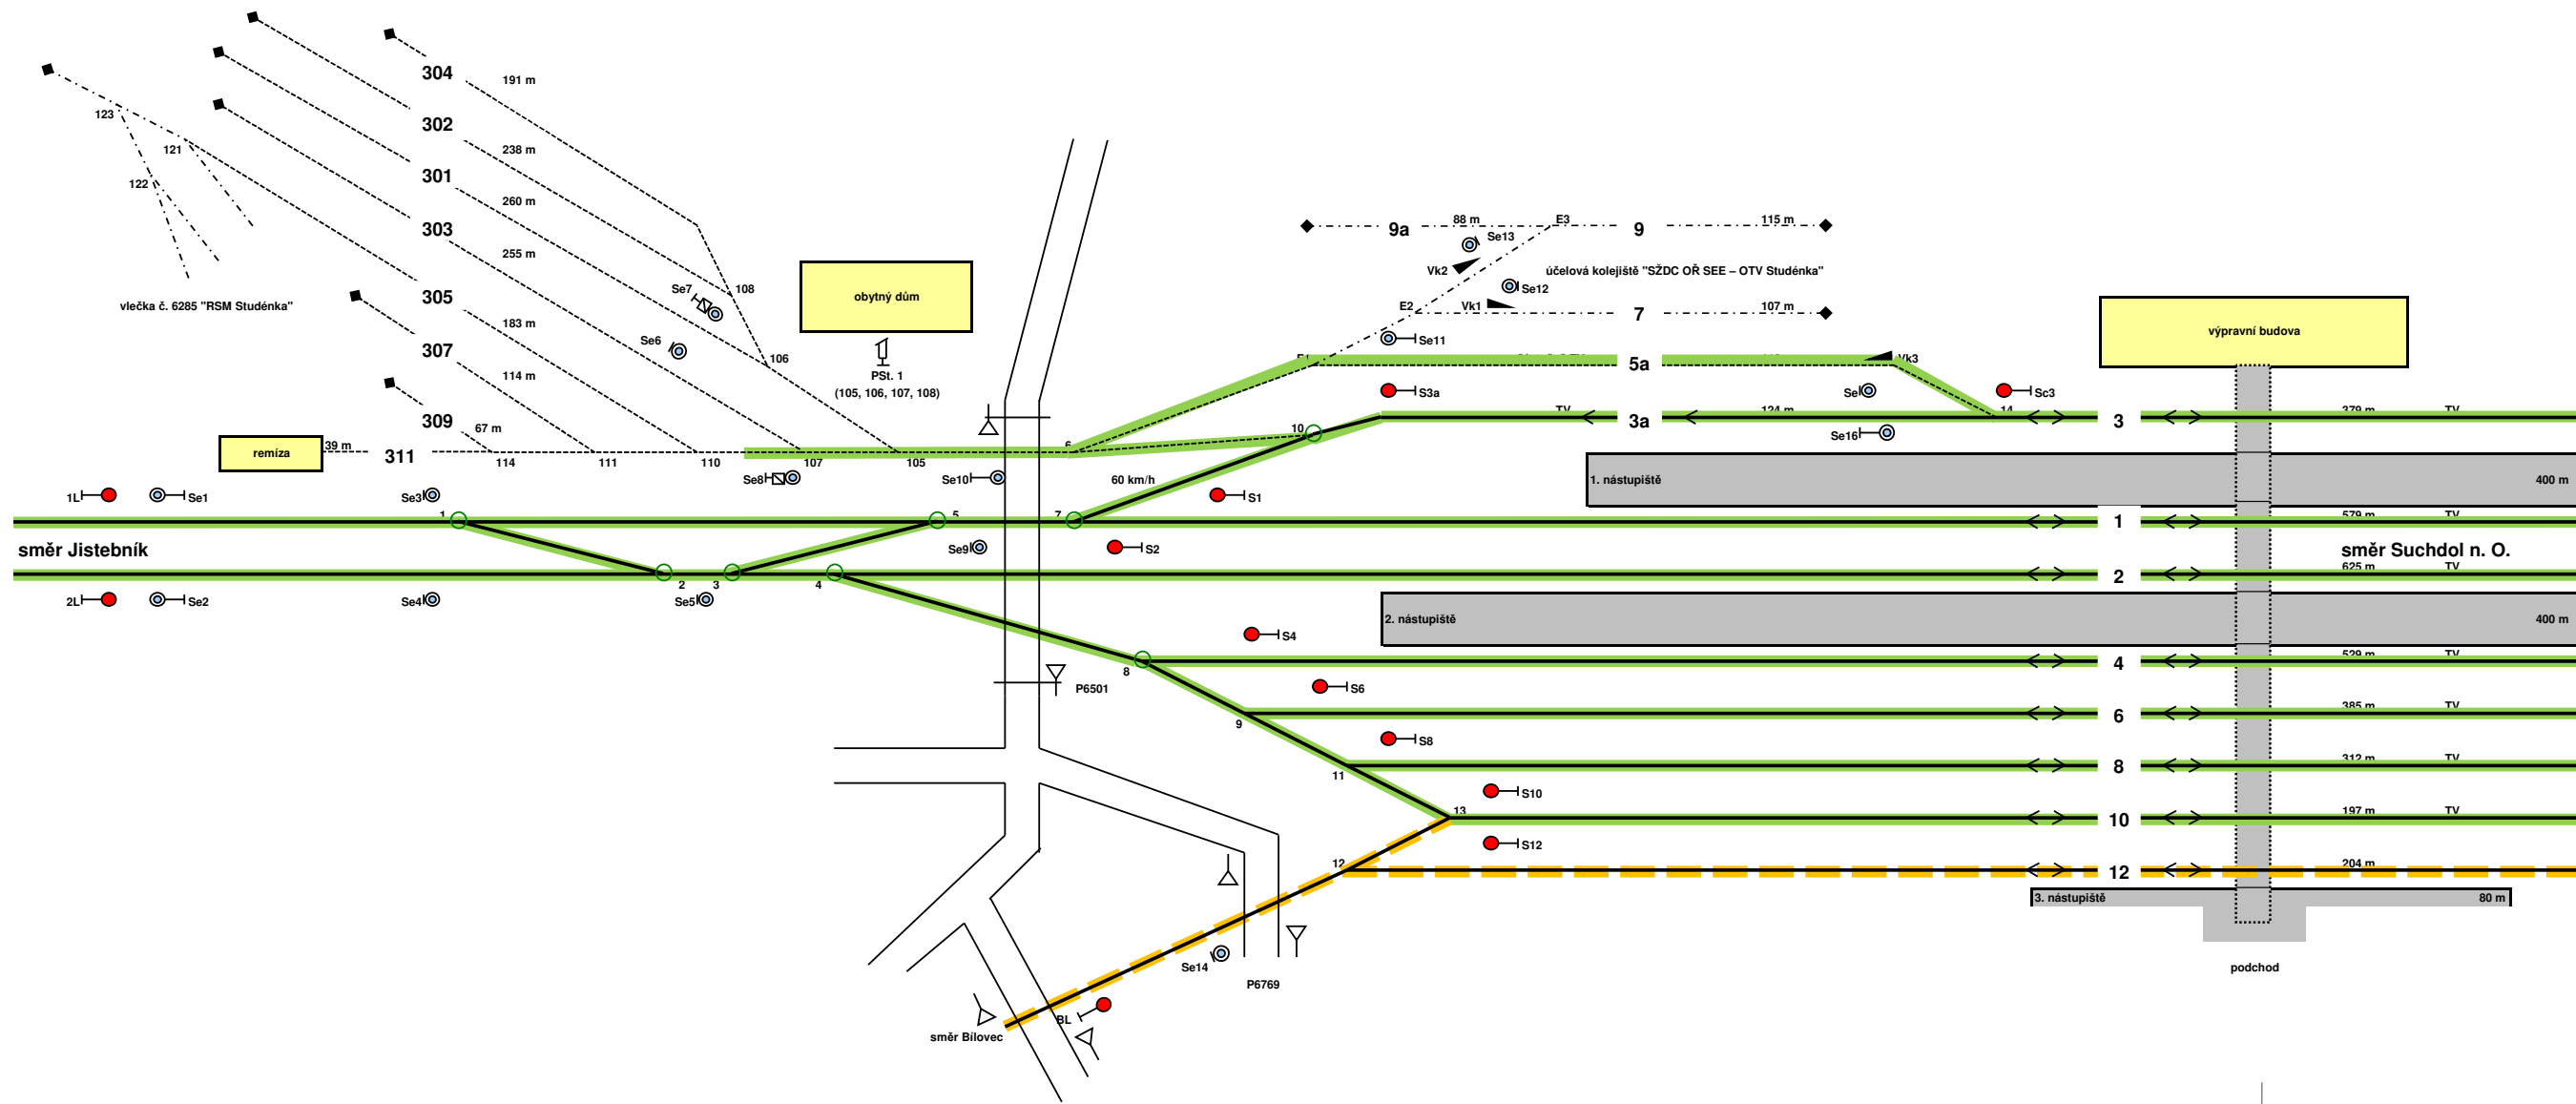 304
191 m
123
302
121
238 m
122
301
260 m
303
255 m
vlečka č. 6285 "RSM Studénka"
305
183 m
307
114 m
309
67 m
remíza
39 m
311
114
111
110
107
105
Se7
108
Se6
106
obytný dům
PSt. 1
(105, 106, 107, 108)
9a
88 m
E3
9
115 m
Se13
Vk2
účelová kolejiště "SŽDC OŘ SEE – OTV Studénka"
Se12
E2
Vk1
7
107 m
Se11
5a
Vk3
výpravní budova
S3a
Se
Sc3
TV
3a
124 m
14
3
379 m
TV
6
10
Se16
Se8
Se10
60 km/h
1. nástupiště
400 m
1L
Se1
Se3
S1
1
5
7
1
579 m
TV
směr Jistebník
Se9
S2
směr Suchdol n. O.
2
3
4
2
625 m
TV
2L
Se2
Se4
Se5
2. nástupiště
400 m
S4
8
4
529 m
TV
P6501
S6
9
6
385 m
TV
S8
11
8
312 m
TV
S10
13
10
197 m
TV
S12
12
12
204 m
3. nástupiště
80 m
Se14
P6769
podchod
BL
směr Bílovec